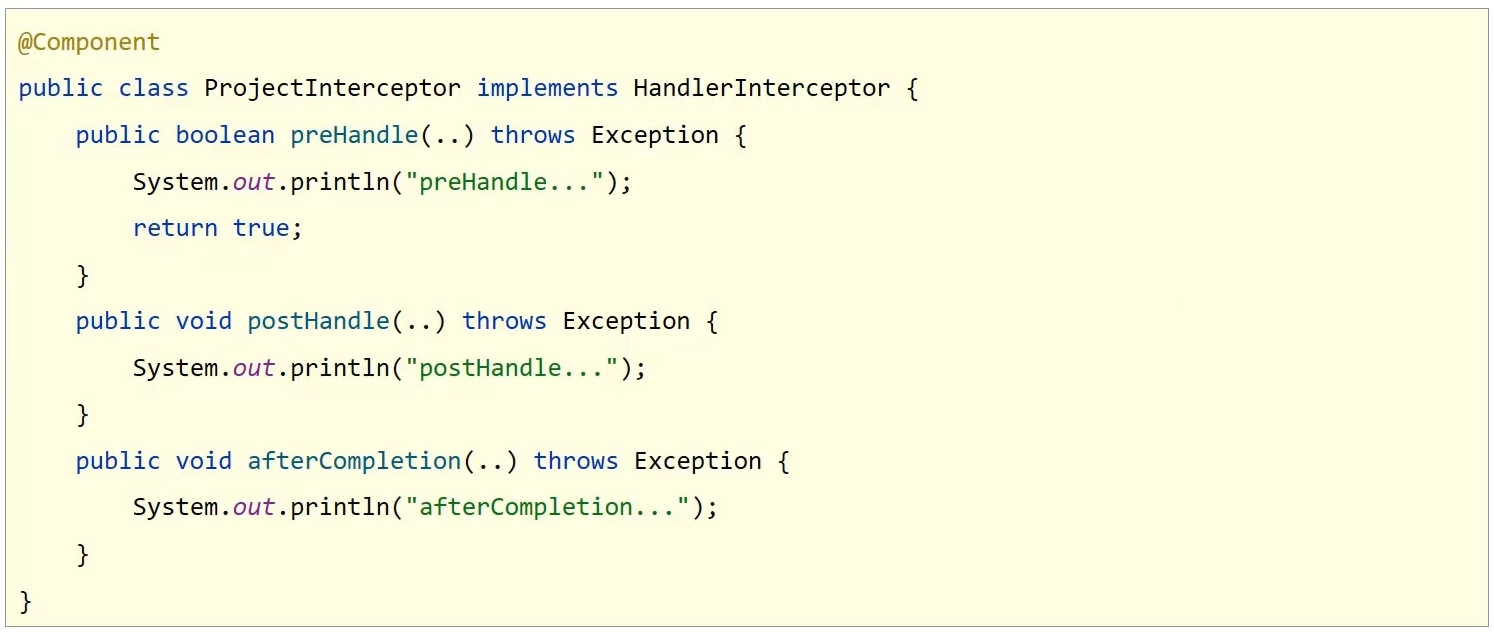 @Component
public class ProjectInterceptor implements HandlerInterceptor {
    public boolean preHandle(..) throws Exception {
        System.out.println("preHandle...");
        return true;
    }
    public void postHandle(..) throws Exception {
        System.out.println("postHandle...");
    }
    public void afterCompletion(..) throws Exception {
        System.out.println("afterCompletion...");
    }
}